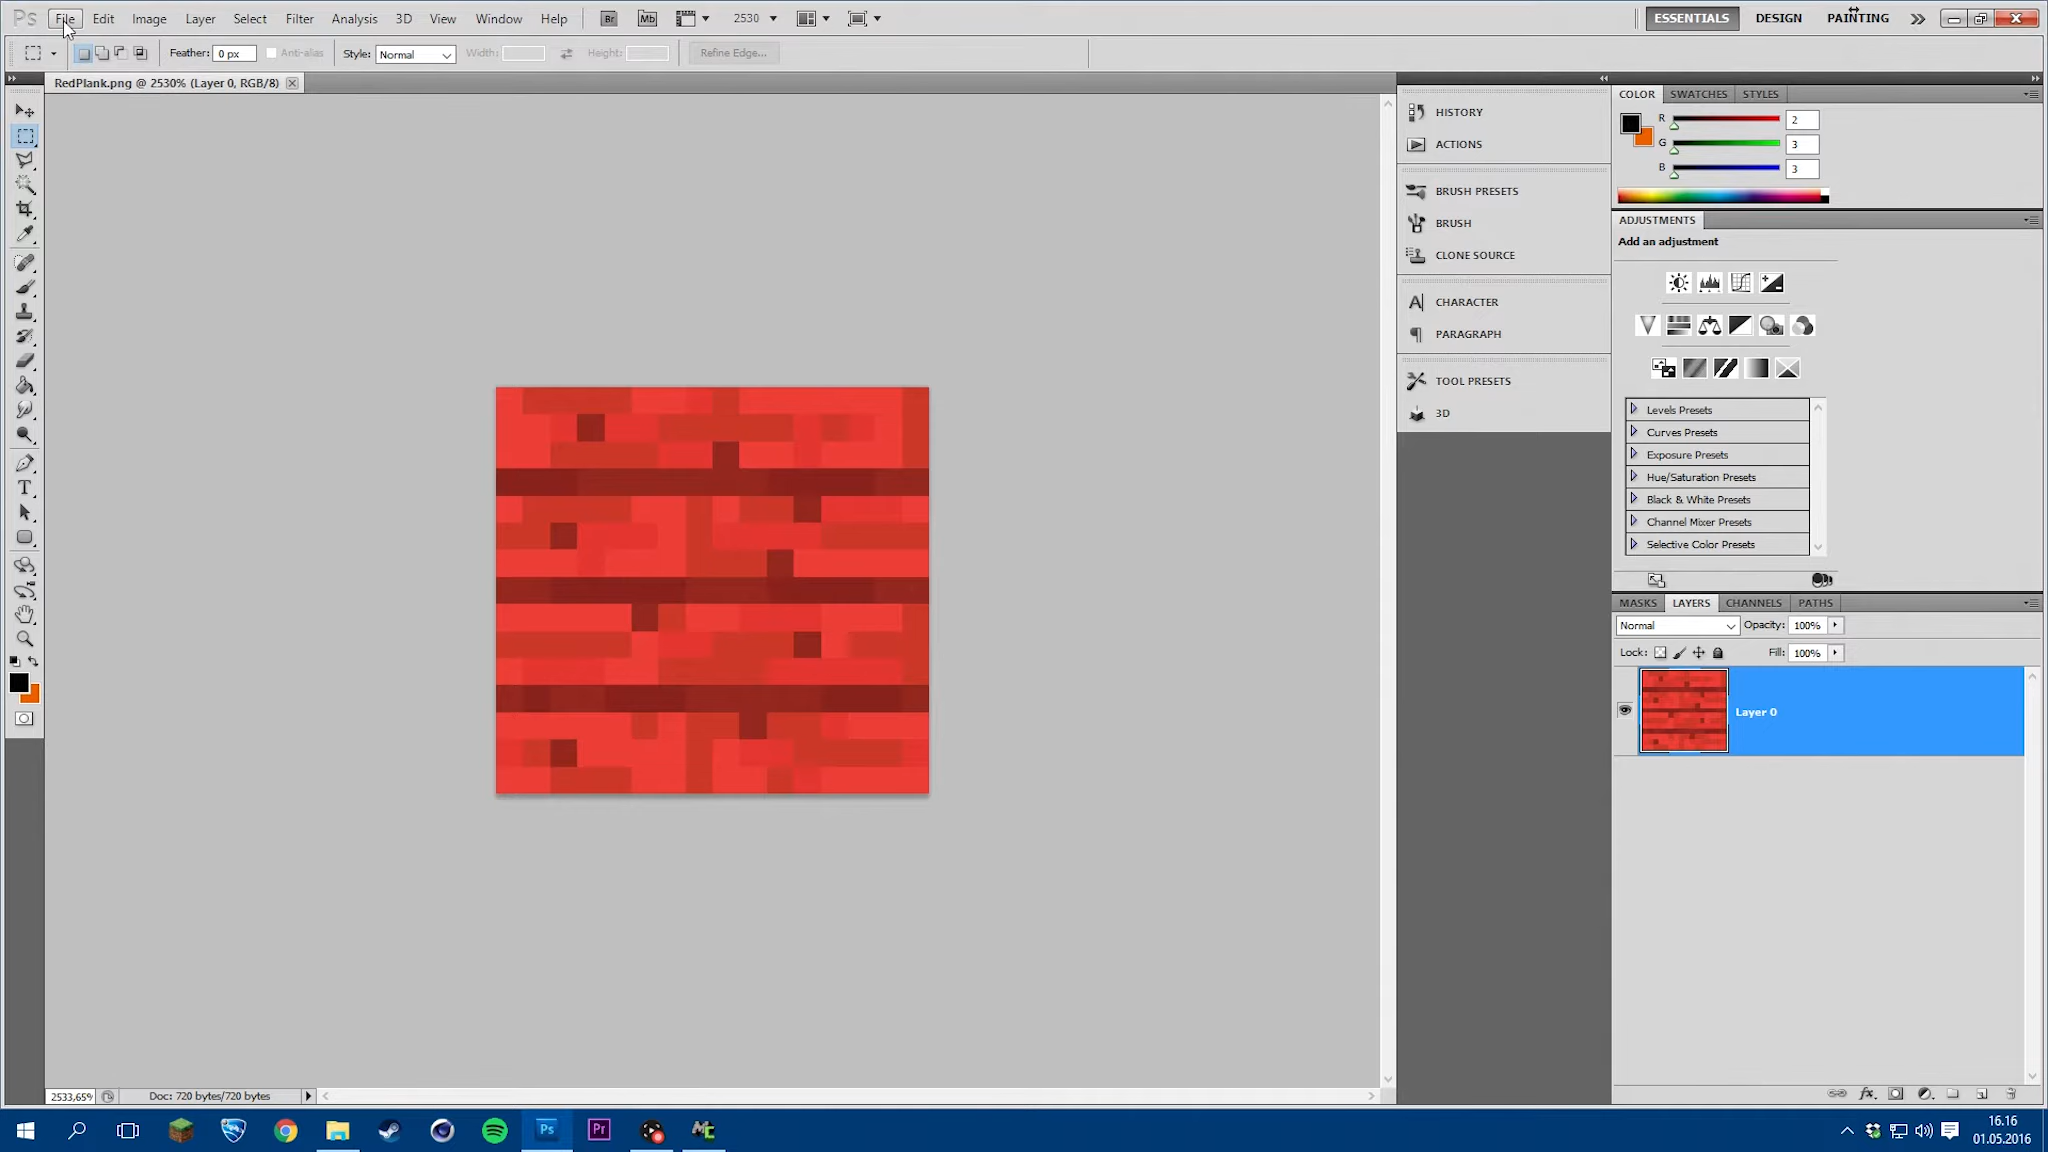 Ps File Edit Image Layer Select Filter Analysis 3D View Window Help Br Mb 2530 ESSENTIALS DESIGN PAINTING
Feather: 0 px Anti-alias Style: Normal Width: Height: Refine Edge...
RedPlank.png @ 2530% (Layer 0, RGB/8)
HISTORY
ACTIONS
BRUSH PRESETS
BRUSH
CLONE SOURCE
CHARACTER
PARAGRAPH
TOOL PRESETS
3D
COLOR SWATCHES STYLES
R 2
G 3
B 3
ADJUSTMENTS
Add an adjustment
Levels Presets
Curves Presets
Exposure Presets
Hue/Saturation Presets
Black & White Presets
Channel Mixer Presets
Selective Color Presets
MASKS LAYERS CHANNELS PATHS
Normal Opacity: 100%
Lock: Fill: 100%
Layer 0
2533,65% Doc: 720 bytes/720 bytes
Ps Pr
16.16
01.05.2016